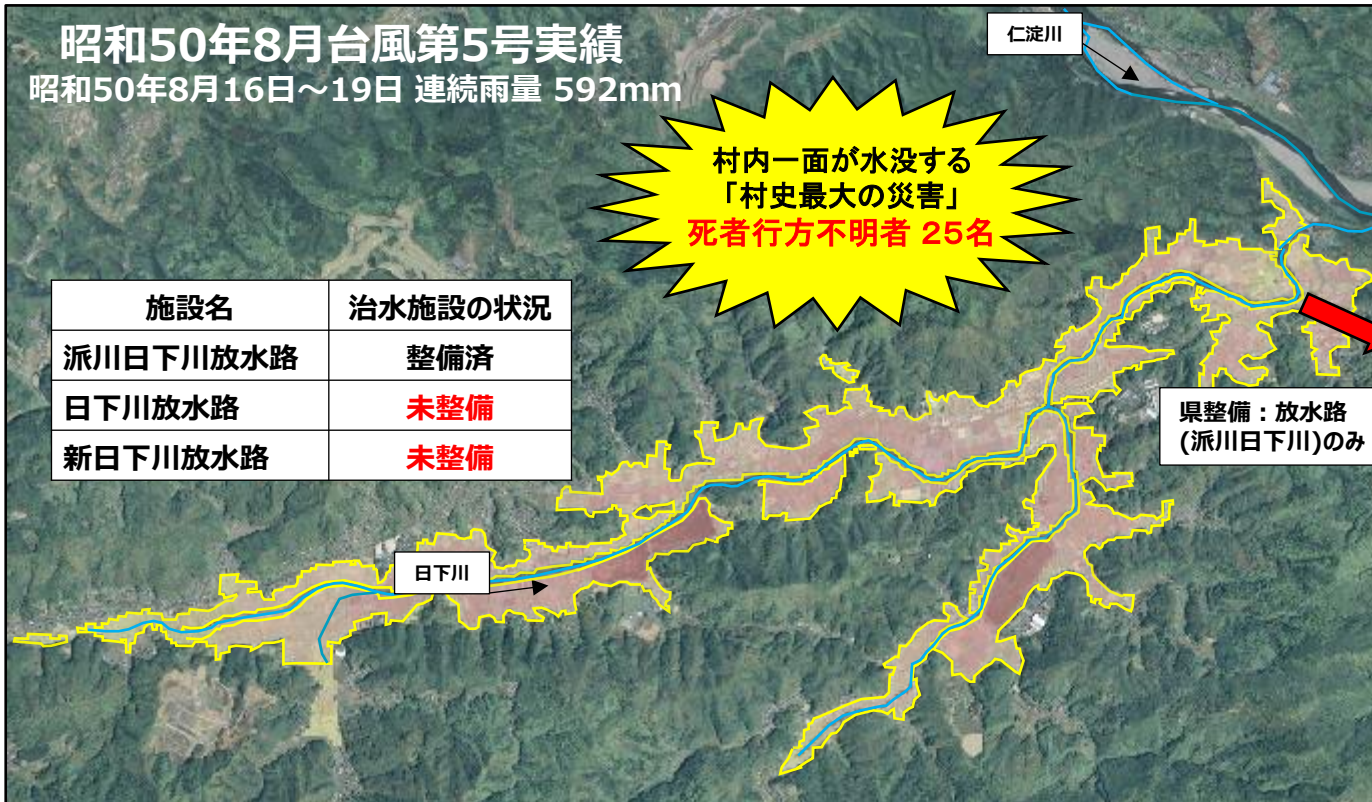 昭和50年8月台風第5号実績
昭和50年8月16日～19日 連続雨量 592mm
仁淀川
村内一面が水没する
「村史最大の災害」
死者行方不明者 25名
施設名 治水施設の状況
派川日下川放水路 整備済
日下川放水路 未整備
新日下川放水路 未整備
県整備：放水路
(派川日下川)のみ
日下川